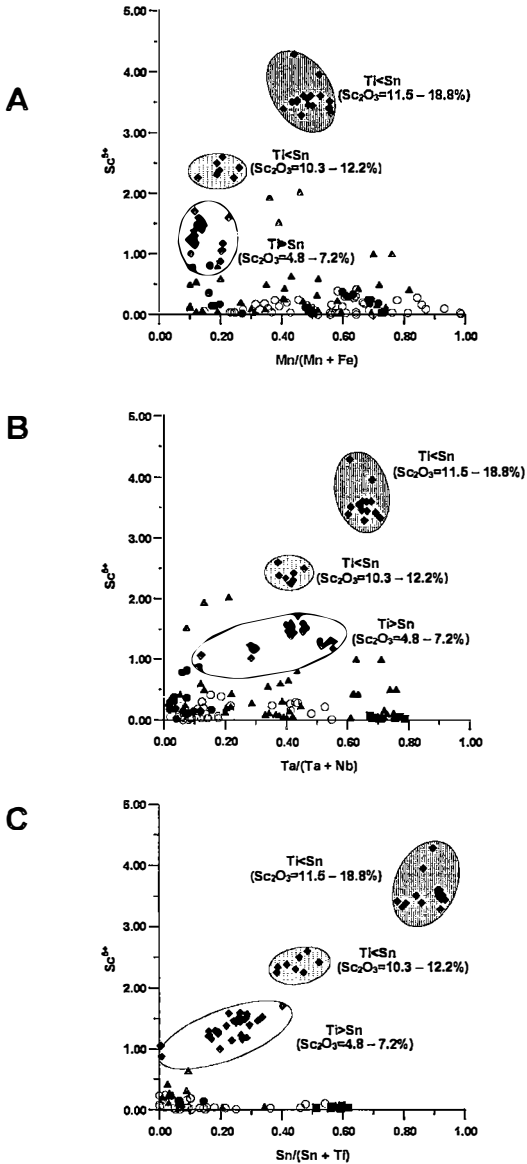 A
5.00
4.00
3.00
2.00
1.00
0.00
Sc5+
Ti<Sn
(Sc2O3=11.5 – 18.8%)
Ti<Sn
(Sc2O3=10.3 – 12.2%)
Ti>Sn
(Sc2O3=4.8 – 7.2%)
0.00 0.20 0.40 0.60 0.80 1.00
Mn/(Mn + Fe)
B
5.00
4.00
3.00
2.00
1.00
0.00
Sc5+
Ti<Sn
(Sc2O3=11.5 – 18.8%)
Ti<Sn
(Sc2O3=10.3 – 12.2%)
Ti>Sn
(Sc2O3=4.8 – 7.2%)
0.00 0.20 0.40 0.60 0.80 1.00
Ta/(Ta + Nb)
C
5.00
4.00
3.00
2.00
1.00
0.00
Sc5+
Ti<Sn
(Sc2O3=11.5 – 18.8%)
Ti<Sn
(Sc2O3=10.3 – 12.2%)
Ti>Sn
(Sc2O3=4.8 – 7.2%)
0.00 0.20 0.40 0.60 0.80 1.00
Sn/(Sn + Ti)